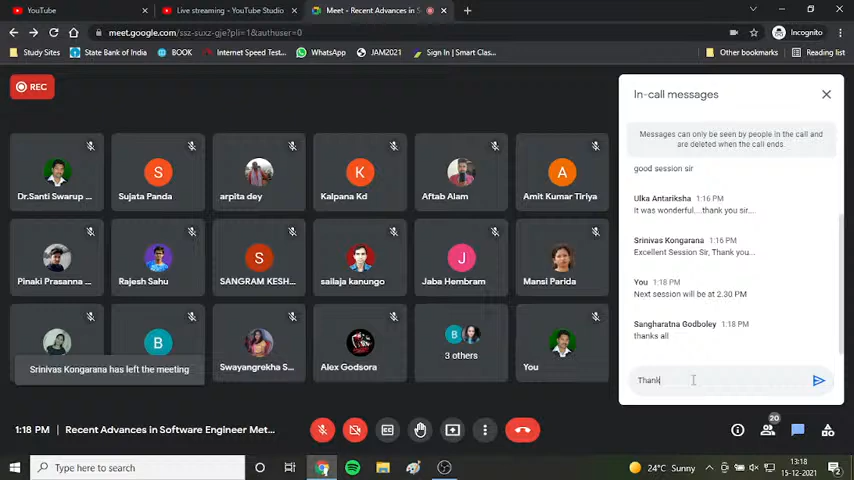 YouTube
Live streaming - YouTube Studio
Meet - Recent Advances in S
meet.google.com/ssz-suxz-gje?pli=1&authuser=0
Incognito
Study Sites
State Bank of India
BOOK
Internet Speed Test...
WhatsApp
JAM2021
Sign In | Smart Clas...
Other bookmarks
Reading list
REC
In-call messages
Messages can only be seen by people in the call and
are deleted when the call ends.
good session sir
Ulka Antariksha 1:16 PM
It was wonderful....thank you sir....
Srinivas Kongarana 1:16 PM
Excellent Session Sir, Thank you...
You 1:18 PM
Next session will be at 2.30 PM
Sangharatna Godboley 1:18 PM
thanks all
Thank
Dr.Santi Swarup ...
S
Sujata Panda
arpita dey
K
Kalpana Kd
Aftab Alam
A
Amit Kumar Tiriya
Pinaki Prasanna ...
Rajesh Sahu
S
SANGRAM KESH...
sailaja kanungo
J
Jaba Hembram
Mansi Parida
B
Swayangrekha S...
Alex Godsora
B
3 others
You
Srinivas Kongarana has left the meeting
1:18 PM | Recent Advances in Software Engineer Met...
20
Type here to search
24°C Sunny
13:18
15-12-2021
2